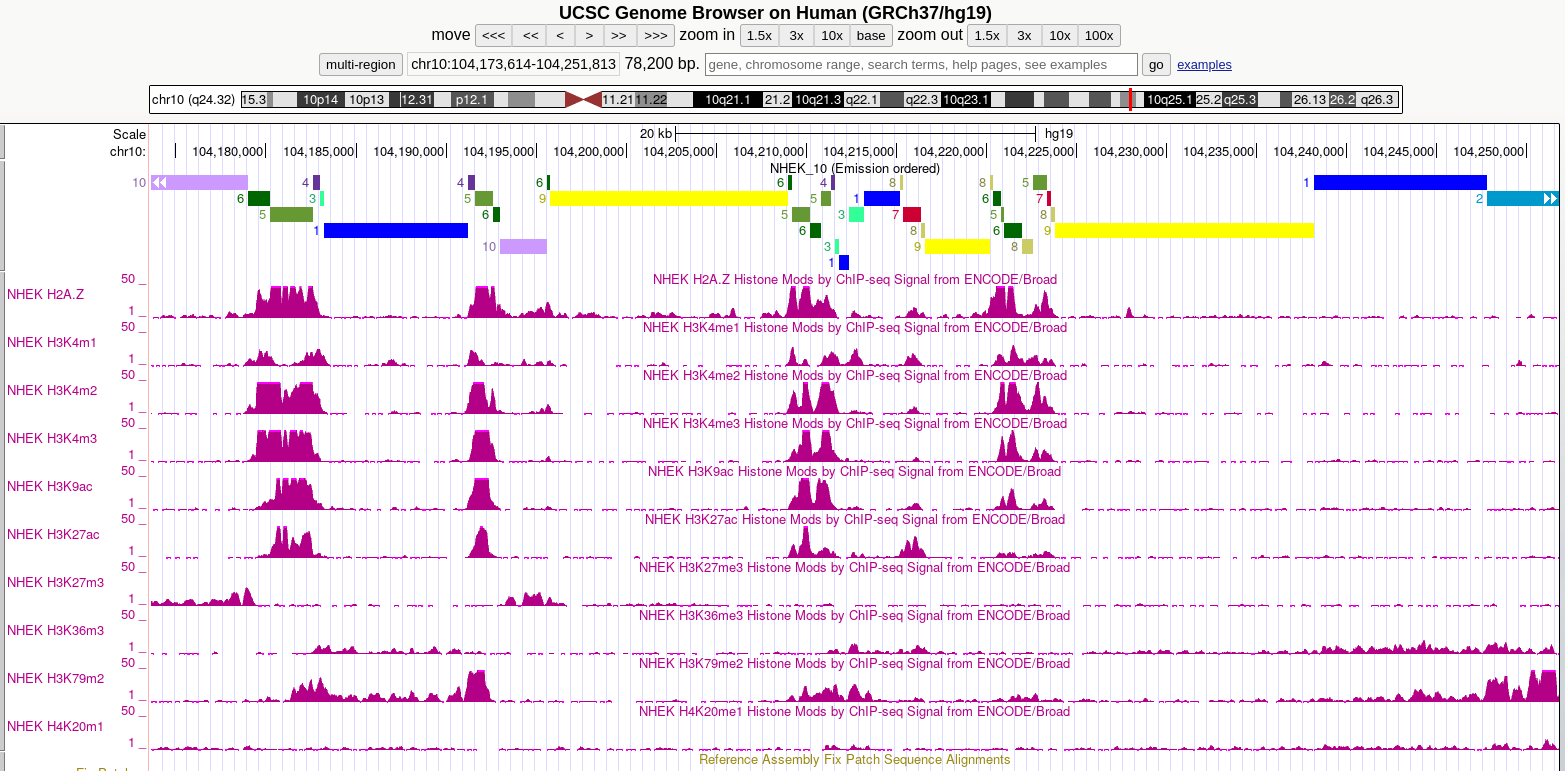 UCSC Genome Browser on Human (GRCh37/hg19)
move <<< << < > >> >>> zoom in 1.5x 3x 10x base zoom out 1.5x 3x 10x 100x
multi-region chr10:104,173,614-104,251,813 78,200 bp. gene, chromosome range, search terms, help pages, see examples go examples
chr10 (q24.32) 15.3 10p14 10p13 12.31 p12.1 11.21 11.22 10q21.1 21.2 10q21.3 q22.1 q22.3 10q23.1 10q25.1 25.2 q25.3 26.13 26.2 q26.3
Scale 20 kb hg19
chr10: 104,180,000 104,185,000 104,190,000 104,195,000 104,200,000 104,205,000 104,210,000 104,215,000 104,220,000 104,225,000 104,230,000 104,235,000 104,240,000 104,245,000 104,250,000
NHEK_10 (Emission ordered)
10 4 4 6 6 4 8 8 5 1
6 3 5 9 5 1 6 7 2
5 6 5 3 7 5 8
1 6 8 6 9
10 3 9 8
1
50 NHEK H2A.Z Histone Mods by ChIP-seq Signal from ENCODE/Broad
NHEK H2A.Z
1
50 NHEK H3K4me1 Histone Mods by ChIP-seq Signal from ENCODE/Broad
NHEK H3K4m1
1
50 NHEK H3K4me2 Histone Mods by ChIP-seq Signal from ENCODE/Broad
NHEK H3K4m2
1
50 NHEK H3K4me3 Histone Mods by ChIP-seq Signal from ENCODE/Broad
NHEK H3K4m3
1
50 NHEK H3K9ac Histone Mods by ChIP-seq Signal from ENCODE/Broad
NHEK H3K9ac
1
50 NHEK H3K27ac Histone Mods by ChIP-seq Signal from ENCODE/Broad
NHEK H3K27ac
1
50 NHEK H3K27me3 Histone Mods by ChIP-seq Signal from ENCODE/Broad
NHEK H3K27m3
1
50 NHEK H3K36me3 Histone Mods by ChIP-seq Signal from ENCODE/Broad
NHEK H3K36m3
1
50 NHEK H3K79me2 Histone Mods by ChIP-seq Signal from ENCODE/Broad
NHEK H3K79m2
1
50 NHEK H4K20me1 Histone Mods by ChIP-seq Signal from ENCODE/Broad
NHEK H4K20m1
1
Reference Assembly Fix Patch Sequence Alignments